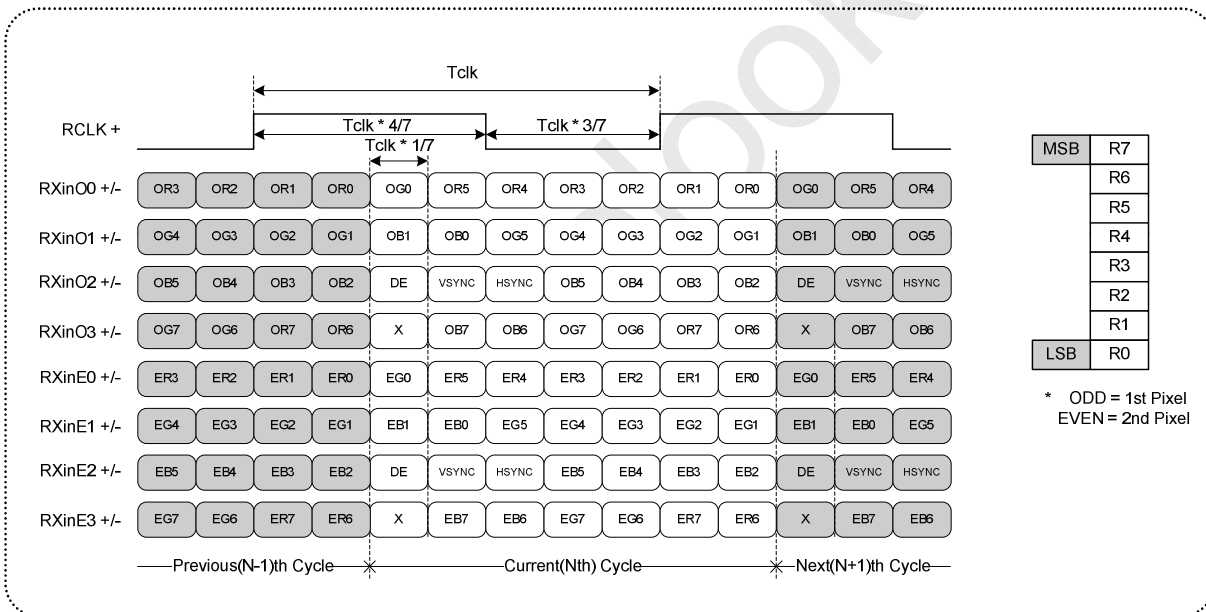 Tclk
RCLK +
Tclk * 4/7
Tclk * 3/7
Tclk * 1/7
RXinO0 +/- OR3 OR2 OR1 OR0 OG0 OR5 OR4 OR3 OR2 OR1 OR0 OG0 OR5 OR4
RXinO1 +/- OG4 OG3 OG2 OG1 OB1 OB0 OG5 OG4 OG3 OG2 OG1 OB1 OB0 OG5
RXinO2 +/- OB5 OB4 OB3 OB2 DE VSYNC HSYNC OB5 OB4 OB3 OB2 DE VSYNC HSYNC
RXinO3 +/- OG7 OG6 OR7 OR6 X OB7 OB6 OG7 OG6 OR7 OR6 X OB7 OB6
RXinE0 +/- ER3 ER2 ER1 ER0 EG0 ER5 ER4 ER3 ER2 ER1 ER0 EG0 ER5 ER4
RXinE1 +/- EG4 EG3 EG2 EG1 EB1 EB0 EG5 EG4 EG3 EG2 EG1 EB1 EB0 EG5
RXinE2 +/- EB5 EB4 EB3 EB2 DE VSYNC HSYNC EB5 EB4 EB3 EB2 DE VSYNC HSYNC
RXinE3 +/- EG7 EG6 ER7 ER6 X EB7 EB6 EG7 EG6 ER7 ER6 X EB7 EB6
Previous(N-1)th Cycle
Current(Nth) Cycle
Next(N+1)th Cycle
MSB R7
R6
R5
R4
R3
R2
R1
LSB R0
* ODD = 1st Pixel
EVEN = 2nd Pixel